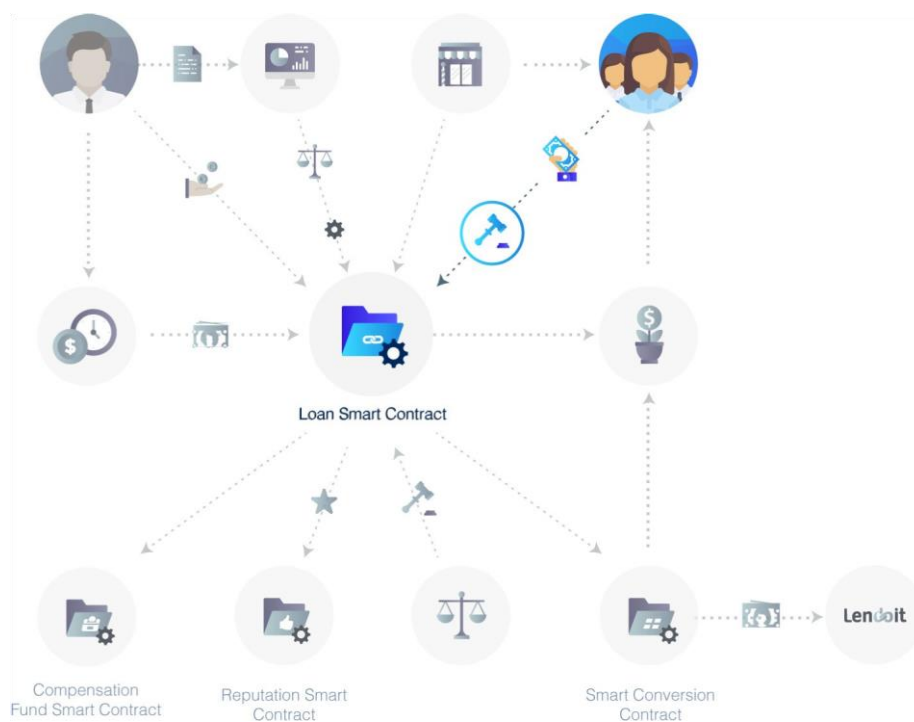 Loan Smart Contract
Lendoit
Compensation
Fund Smart Contract
Reputation Smart
Contract
Smart Conversion
Contract